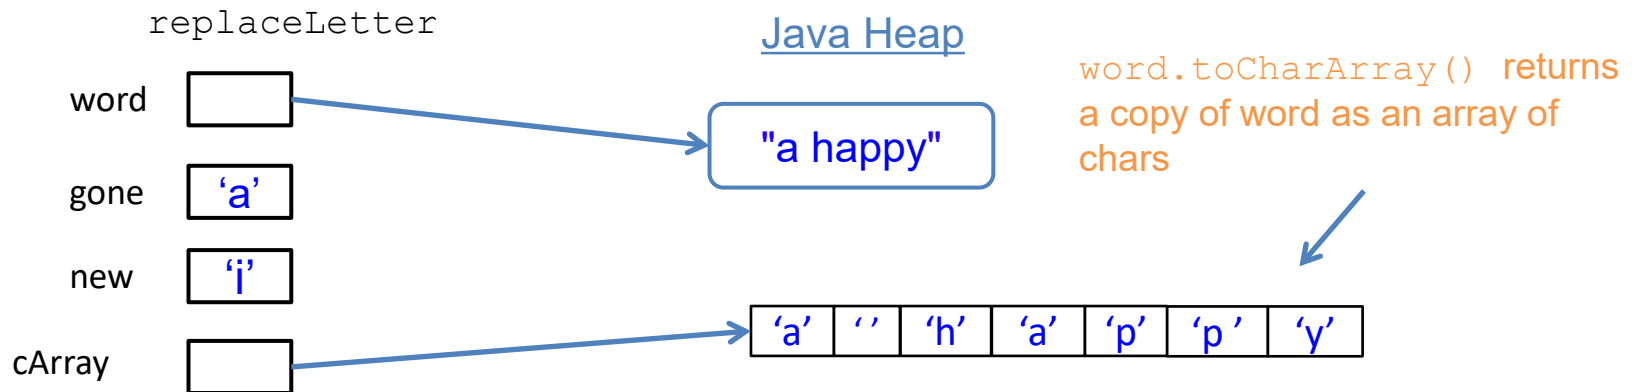 replaceLetter
Java Heap
word.toCharArray() returns
a copy of word as an array of
chars
word
"a happy"
gone ‘a’
new ‘i’
cArray
‘a’ ‘ ’ ‘h’ ‘a’ ‘p’ ‘p ’ ‘y’